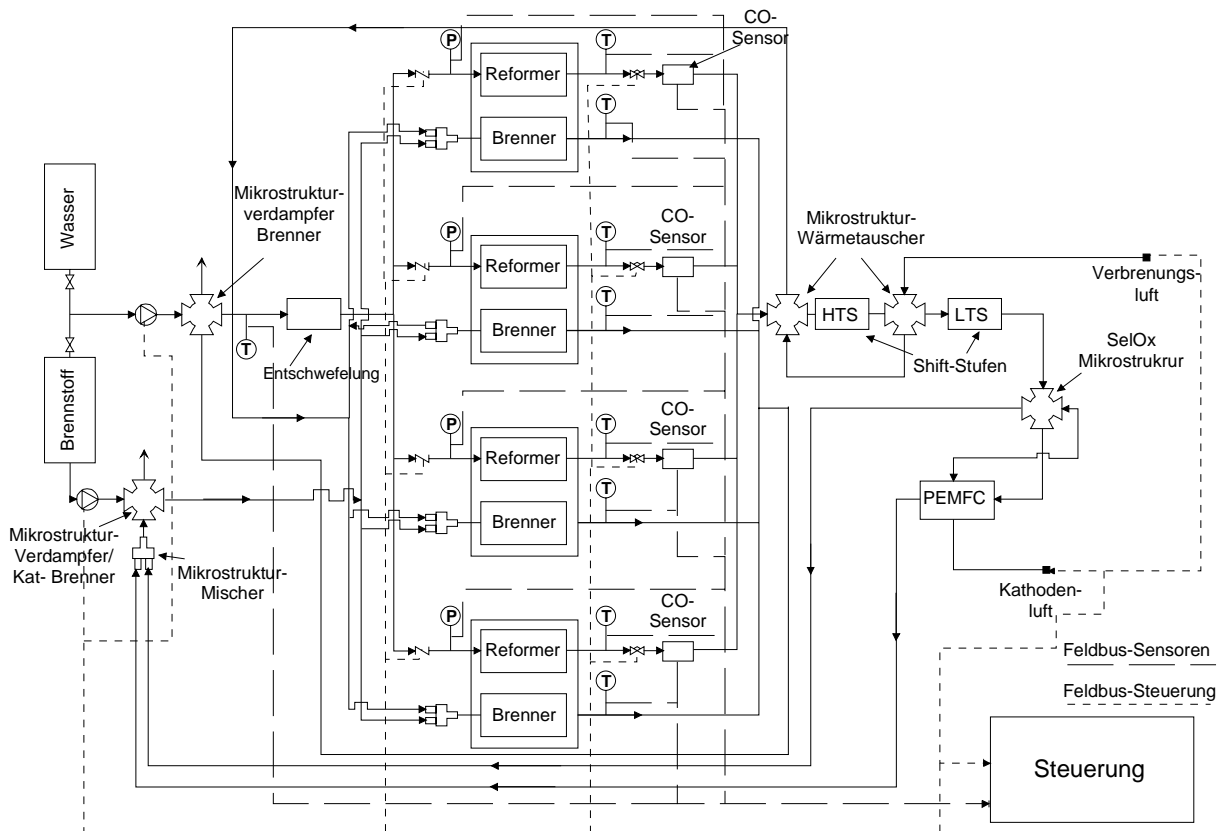 CO-
Sensor
P
T
Reformer
T
Brenner
Wasser
Mikrostruktur-
verdampfer
Brenner
P
T
CO-
Sensor
Reformer
T
Brenner
Mikrostruktur-
Wärmetauscher
Verbrenungs-
luft
HTS
LTS
T
Entschwefelung
Shift-Stufen
SelOx
Mikrostrukrur
Brennstoff
P
T
CO-
Sensor
Reformer
T
Brenner
PEMFC
Mikrostruktur-
Verdampfer/
Kat- Brenner
Mikrostruktur-
Mischer
Kathoden-
luft
P
T
CO-
Sensor
Reformer
T
Brenner
Feldbus-Sensoren
Feldbus-Steuerung
Steuerung